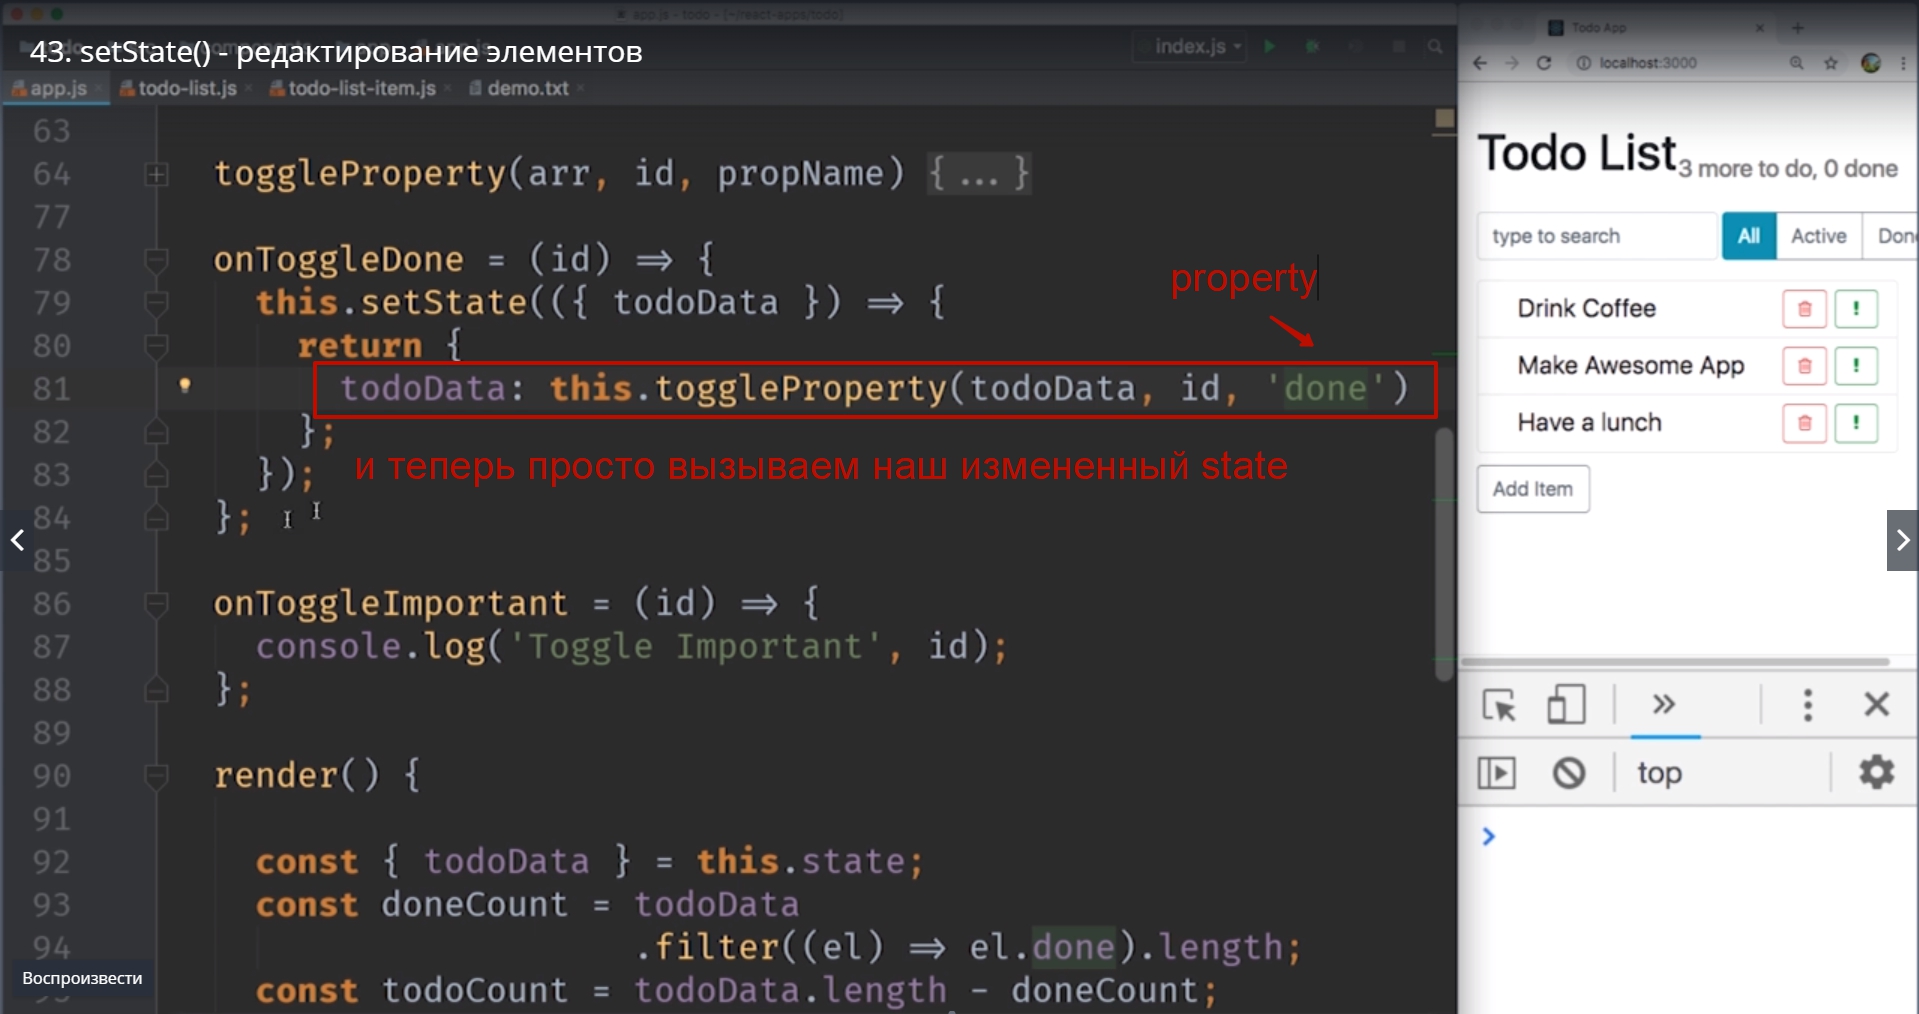 app.js - todo - [~/react-apps/todo]
43. setState() - редактирование элементов
index.js
app.js
todo-list.js
todo-list-item.js
demo.txt
63
64 toggleProperty(arr, id, propName) {...}
77
78 onToggleDone = (id) ⇒ {
79 this.setState(({ todoData }) ⇒ {
80 return {
81 todoData: this.toggleProperty(todoData, id, 'done')
82 };
83 });
84 };
85
86 onToggleImportant = (id) ⇒ {
87 console.log('Toggle Important', id);
88 };
89
90 render() {
91
92 const { todoData } = this.state;
93 const doneCount = todoData
94 .filter((el) ⇒ el.done).length;
const todoCount = todoData.length - doneCount;
property
и теперь просто вызываем наш измененный state
Воспроизвести
Todo App
localhost:3000
Todo List
3 more to do, 0 done
type to search
All
Active
Don
Drink Coffee
Make Awesome App
Have a lunch
Add Item
top